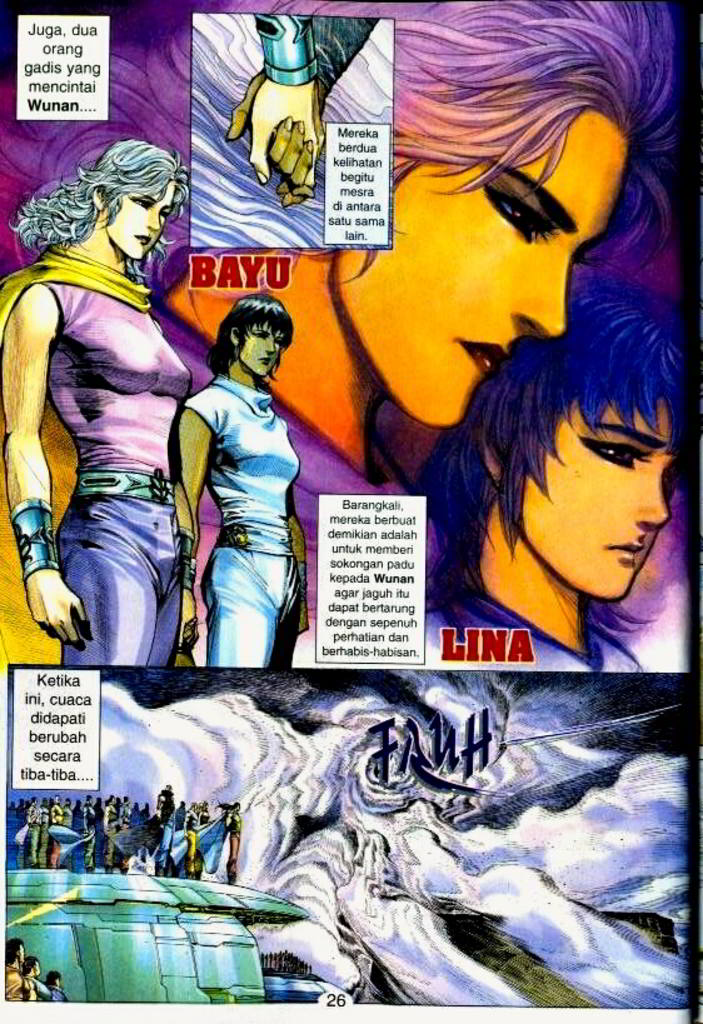 Juga, dua
orang
gadis yang
mencintai
Wunan....
Mereka
berdua
kelihatan
begitu
mesra
di antara
satu sama
lain.
BAYU
Barangkali,
mereka berbuat
demikian adalah
untuk memberi
sokongan padu
kepada Wunan
agar jaguh itu
dapat bertarung
dengan sepenuh
perhatian dan
berhabis-habisan.
LINA
Ketika
ini, cuaca
didapati
berubah
secara
tiba-tiba....
26